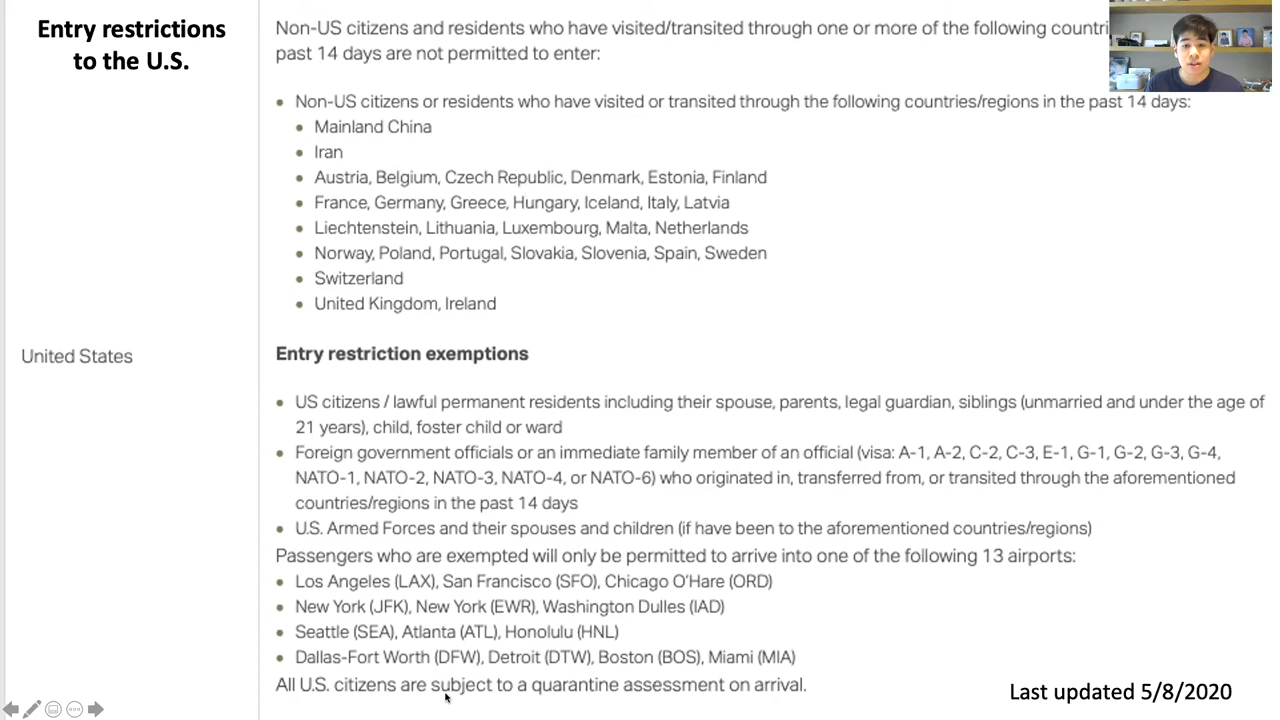 Entry restrictions
to the U.S.
Non-US citizens and residents who have visited/transited through one or more of the following
past 14 days are not permitted to enter:
Non-US citizens or residents who have visited or transited through the following countries/regions in the past 14 days:
Mainland China
Iran
Austria, Belgium, Czech Republic, Denmark, Estonia, Finland
France, Germany, Greece, Hungary, Iceland, Italy, Latvia
Liechtenstein, Lithuania, Luxembourg, Malta, Netherlands
Norway, Poland, Portugal, Slovakia, Slovenia, Spain, Sweden
Switzerland
United Kingdom, Ireland
United States
Entry restriction exemptions
US citizens / lawful permanent residents including their spouse, parents, legal guardian, siblings (unmarried and under the age of
21 years), child, foster child or ward
Foreign government officials or an immediate family member of an official (visa: A-1, A-2, C-2, C-3, E-1, G-1, G-2, G-3, G-4,
NATO-1, NATO-2, NATO-3, NATO-4, or NATO-6) who originated in, transferred from, or transited through the aforementioned
countries/regions in the past 14 days
U.S. Armed Forces and their spouses and children (if have been to the aforementioned countries/regions)
Passengers who are exempted will only be permitted to arrive into one of the following 13 airports:
Los Angeles (LAX), San Francisco (SFO), Chicago O'Hare (ORD)
New York (JFK), New York (EWR), Washington Dulles (IAD)
Seattle (SEA), Atlanta (ATL), Honolulu (HNL)
Dallas-Fort Worth (DFW), Detroit (DTW), Boston (BOS), Miami (MIA)
All U.S. citizens are subject to a quarantine assessment on arrival.
Last updated 5/8/2020